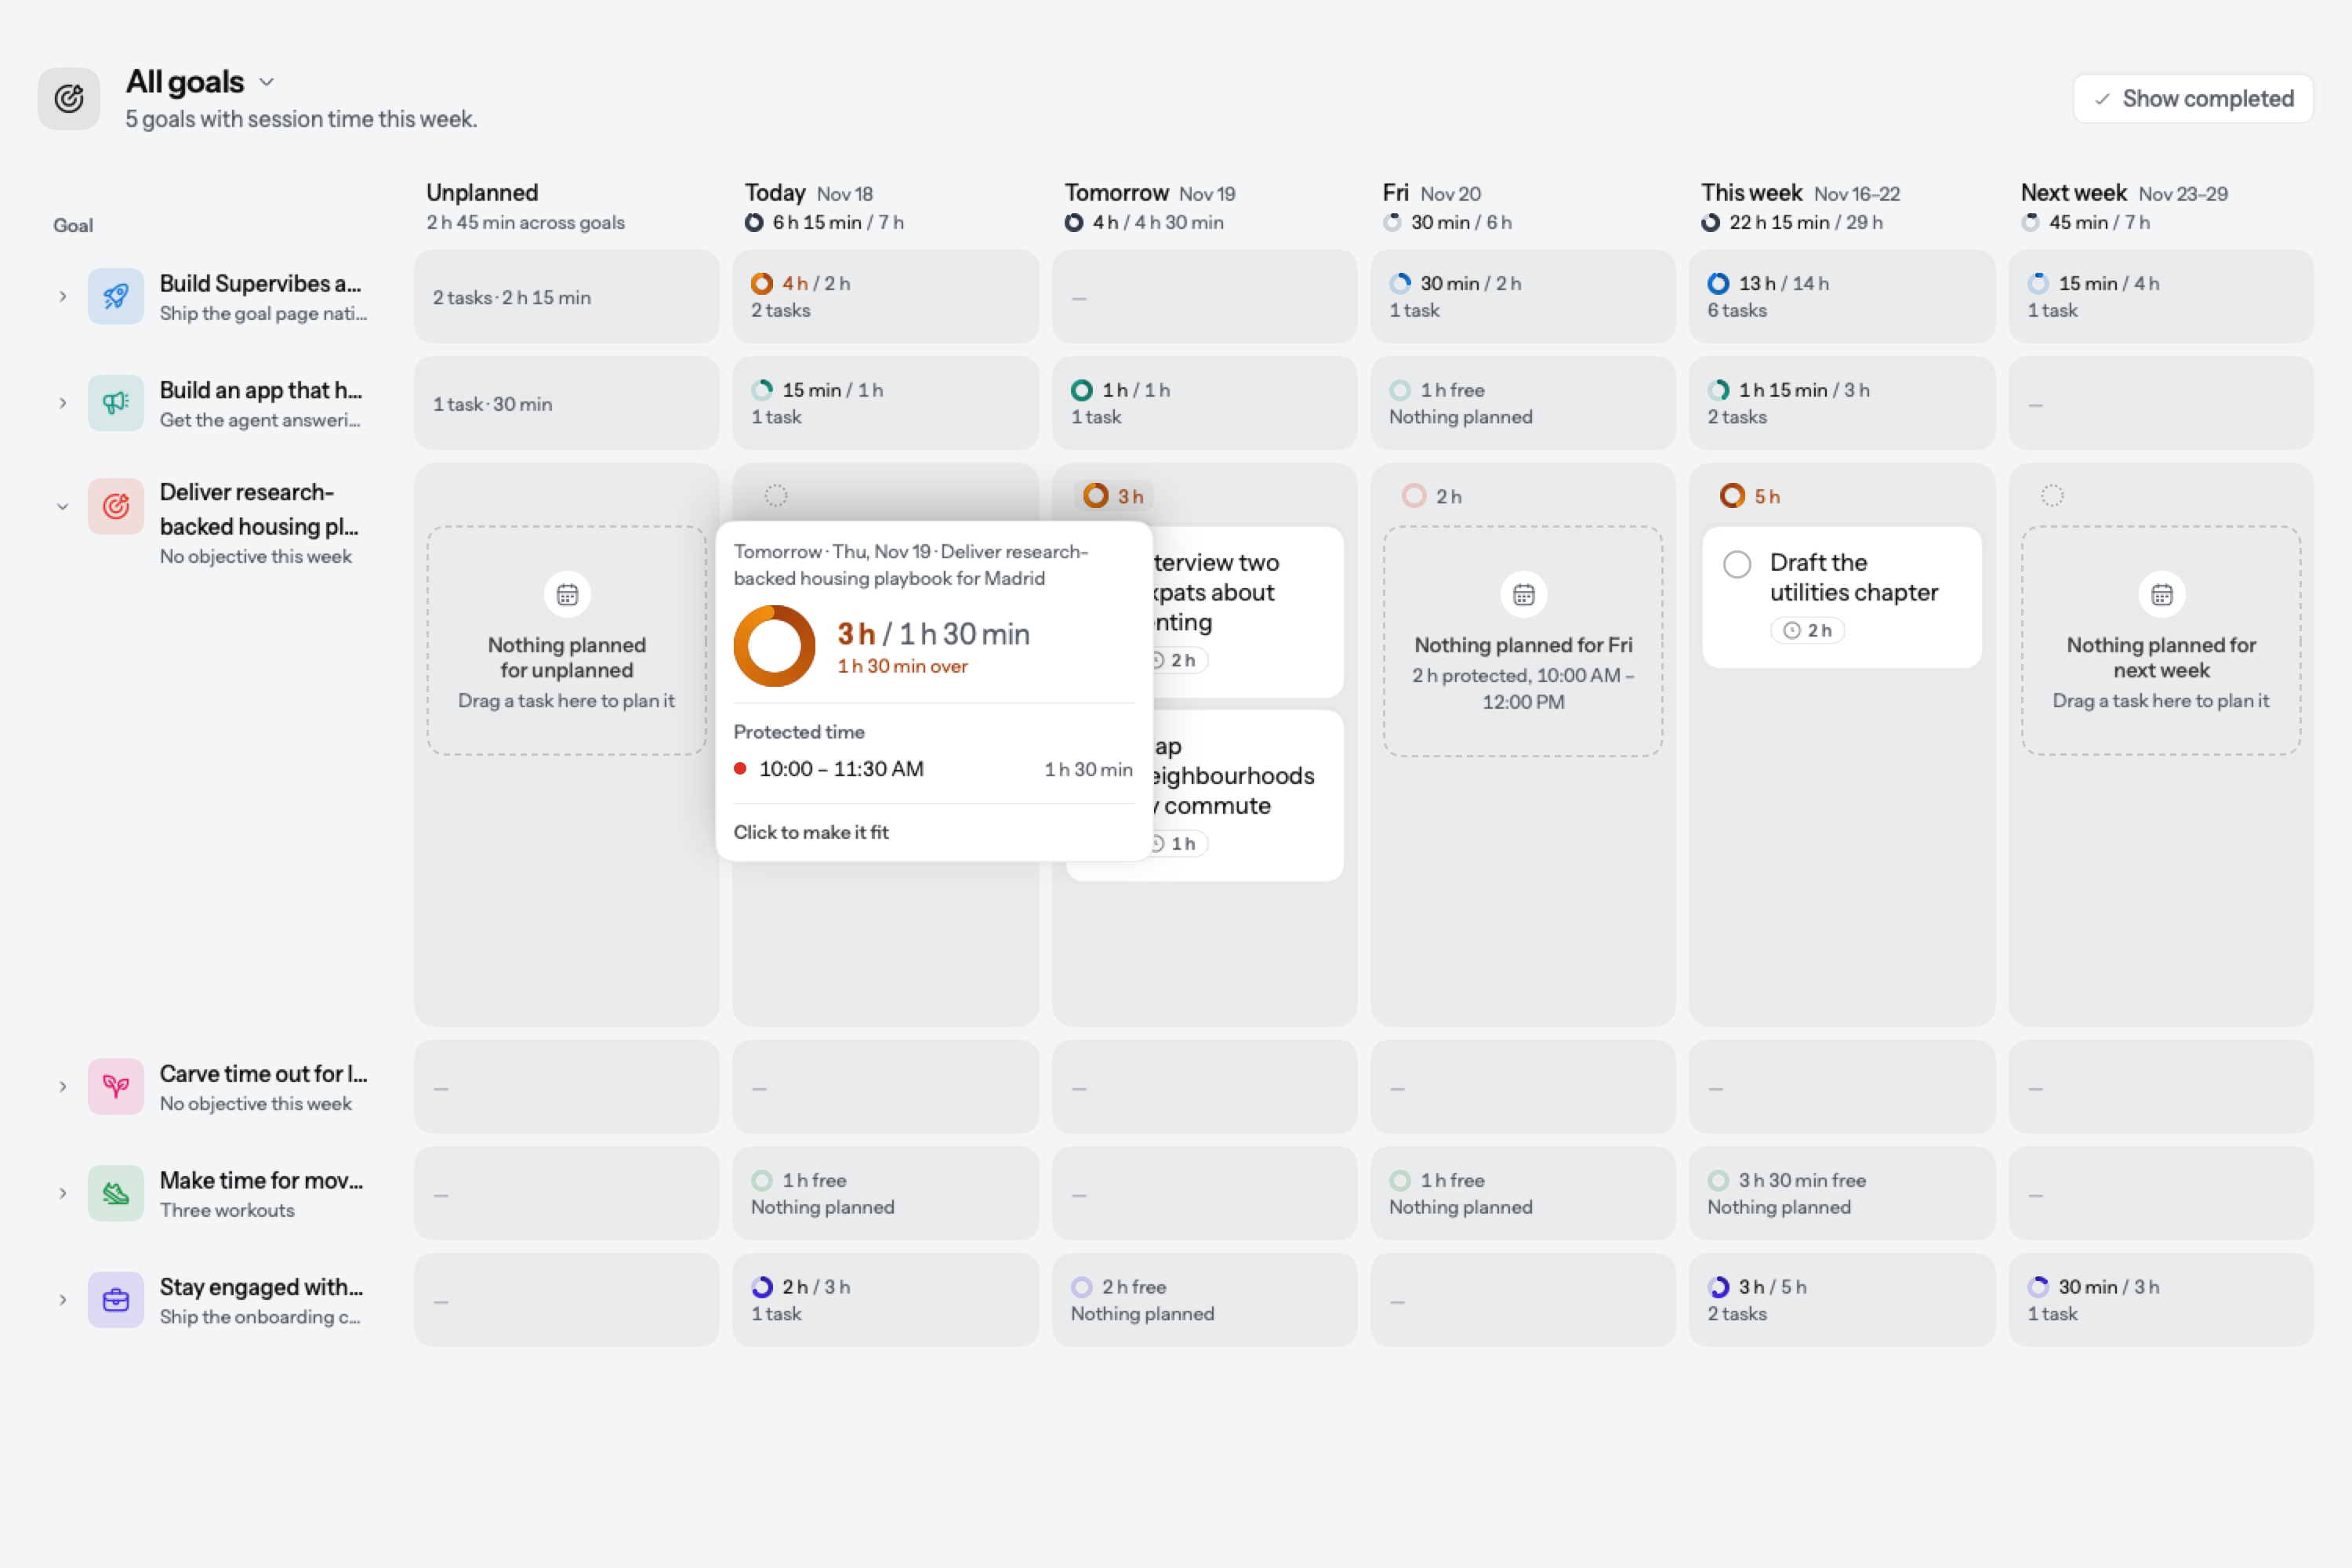 All goals
5 goals with session time this week.
Show completed
Goal
Unplanned
2 h 45 min across goals
Today Nov 18
6 h 15 min / 7 h
Tomorrow Nov 19
4 h / 4 h 30 min
Fri Nov 20
30 min / 6 h
This week Nov 16–22
22 h 15 min / 29 h
Next week Nov 23–29
45 min / 7 h
Build Supervibes a...
Ship the goal page nati...
2 tasks · 2 h 15 min
4 h / 2 h
2 tasks
–
30 min / 2 h
1 task
13 h / 14 h
6 tasks
15 min / 4 h
1 task
Build an app that h...
Get the agent answeri...
1 task · 30 min
15 min / 1 h
1 task
1 h / 1 h
1 task
1 h free
Nothing planned
1 h 15 min / 3 h
2 tasks
–
Deliver research-
backed housing pl...
No objective this week
Nothing planned
for unplanned
Drag a task here to plan it
Tomorrow · Thu, Nov 19 · Deliver research-
backed housing playbook for Madrid
3 h / 1 h 30 min
1 h 30 min over
Protected time
10:00 – 11:30 AM
1 h 30 min
Click to make it fit
3 h
terview two
xpats about
nting
2 h
ap
eighbourhoods
y commute
1 h
2 h
Nothing planned for Fri
2 h protected, 10:00 AM –
12:00 PM
5 h
Draft the
utilities chapter
2 h
Nothing planned for
next week
Drag a task here to plan it
Carve time out for l...
No objective this week
–
–
–
–
–
–
Make time for mov...
Three workouts
–
1 h free
Nothing planned
–
1 h free
Nothing planned
3 h 30 min free
Nothing planned
–
Stay engaged with...
Ship the onboarding c...
–
2 h / 3 h
1 task
2 h free
Nothing planned
–
3 h / 5 h
2 tasks
30 min / 3 h
1 task